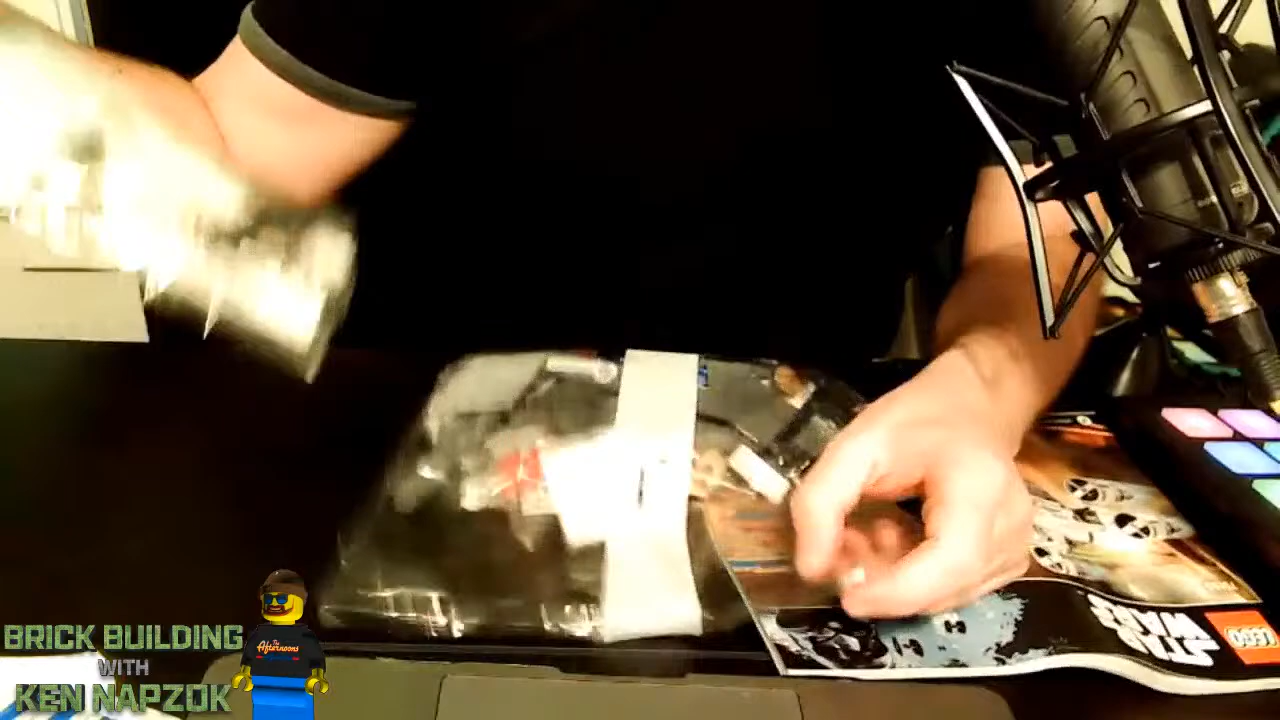 STAR
WARS
LEGO
BRICK BUILDING
WITH
KEN NAPZOK
The
Afternoons